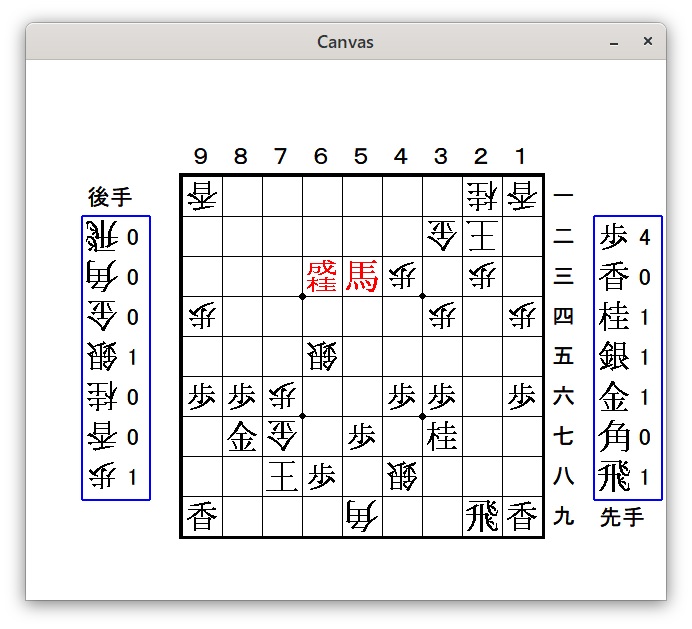 Canvas
9 8 7 6 5 4 3 2 1
香 桂 香 一
金 王 二
成桂 馬 歩 歩 三
歩 歩 歩 四
銀 五
歩 歩 歩 歩 歩 歩 六
金 金 歩 桂 七
王 歩 銀 八
香 角 飛 香 九
後手
飛 0
角 0
金 0
銀 1
桂 0
香 0
歩 1
歩 4
香 0
桂 1
銀 1
金 1
角 0
飛 1
先手